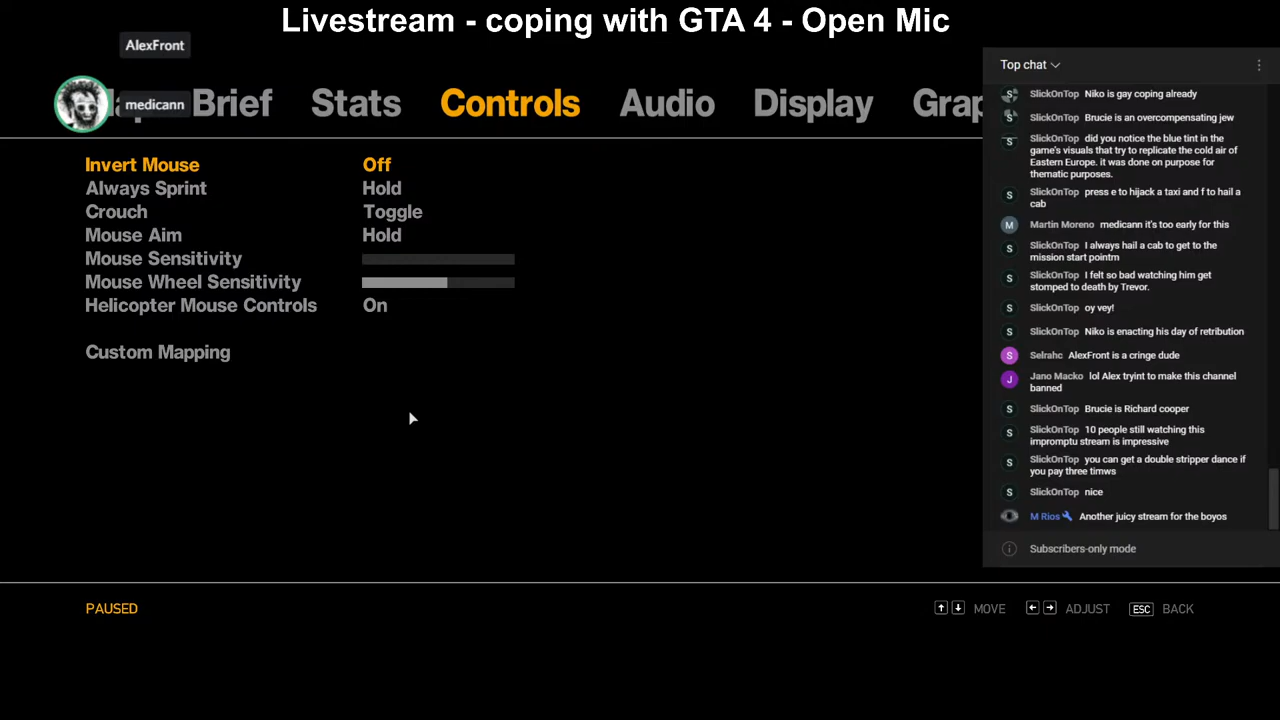 Livestream - coping with GTA 4 - Open Mic
AlexFront
medicann
Brief
Stats
Controls
Audio
Display
Grap
Invert Mouse Off
Always Sprint Hold
Crouch Toggle
Mouse Aim Hold
Mouse Sensitivity
Mouse Wheel Sensitivity
Helicopter Mouse Controls On
Custom Mapping
PAUSED
MOVE
ADJUST
ESC BACK
Top chat
SlickOnTop Niko is gay coping already
SlickOnTop Brucie is an overcompensating jew
SlickOnTop did you notice the blue tint in the
game's visuals that try to replicate the cold air of
Eastern Europe. it was done on purpose for
thematic purposes.
SlickOnTop press e to hijack a taxi and f to hail a
cab
M Martin Moreno medicann it's too early for this
SlickOnTop I always hail a cab to get to the
mission start pointm
SlickOnTop I felt so bad watching him get
stomped to death by Trevor.
SlickOnTop oy vey!
SlickOnTop Niko is enacting his day of retribution
S Selrahc AlexFront is a cringe dude
J Jano Macko lol Alex tryint to make this channel
banned
SlickOnTop Brucie is Richard cooper
SlickOnTop 10 people still watching this
impromptu stream is impressive
SlickOnTop you can get a double stripper dance if
you pay three timws
SlickOnTop nice
M Rios Another juicy stream for the boyos
Subscribers-only mode